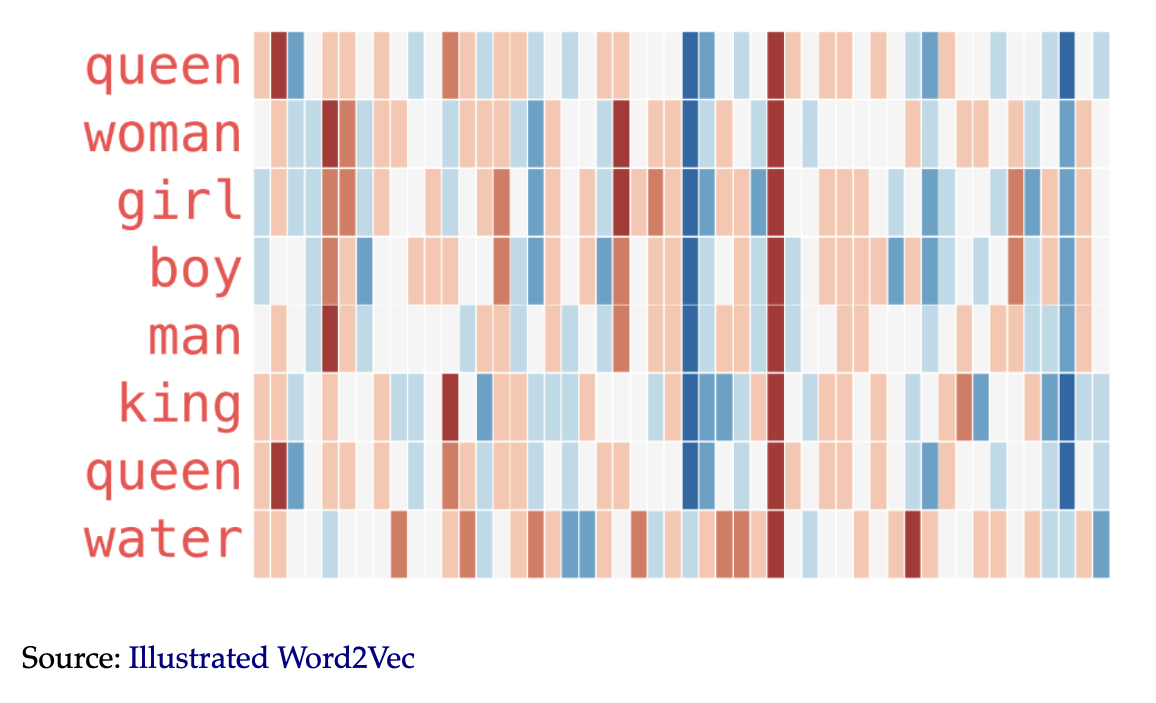 queen
woman
girl
boy
man
king
queen
water
Source: Illustrated Word2Vec